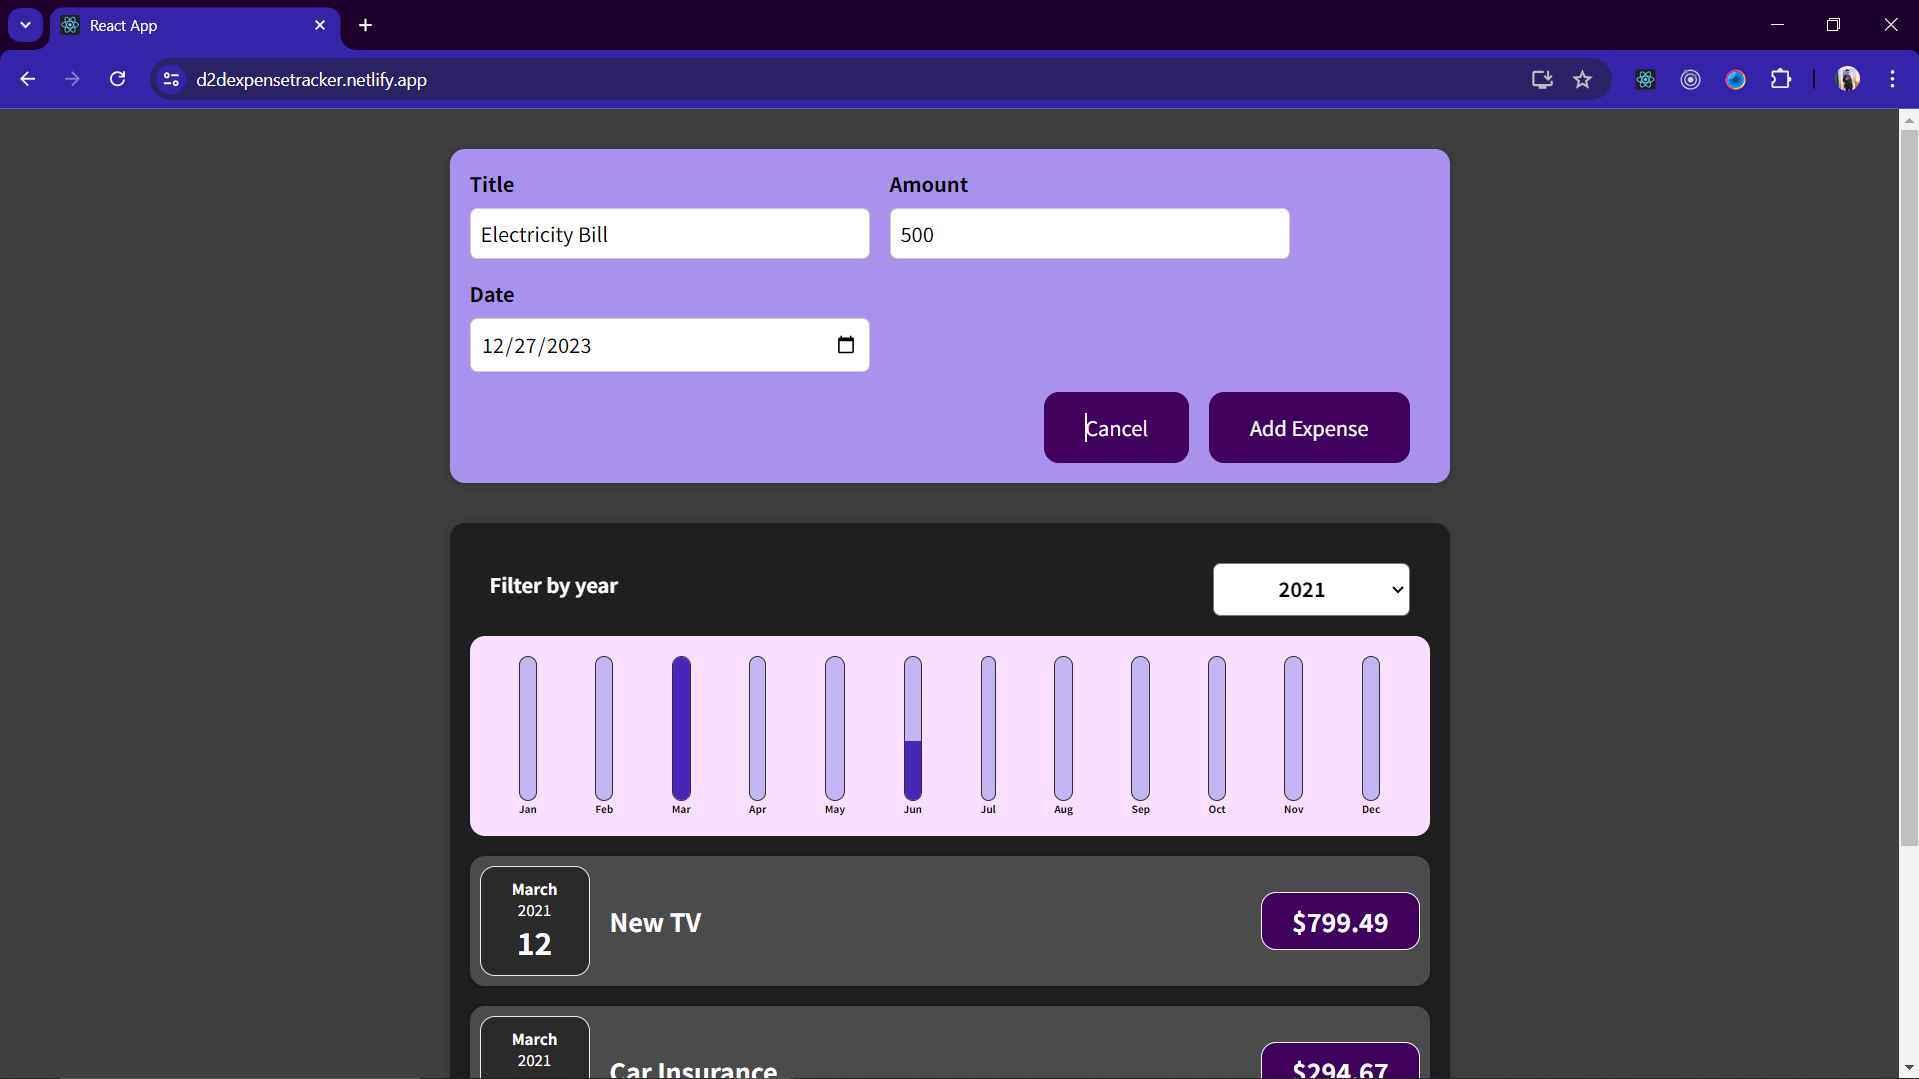 React App
d2dexpensetracker.netlify.app
Title
Amount
Electricity Bill
500
Date
12/27/2023
Cancel
Add Expense
Filter by year
2021
Jan Feb Mar Apr May Jun Jul Aug Sep Oct Nov Dec
March
2021
12
New TV
$799.49
March
2021
Car Insurance
$294.67